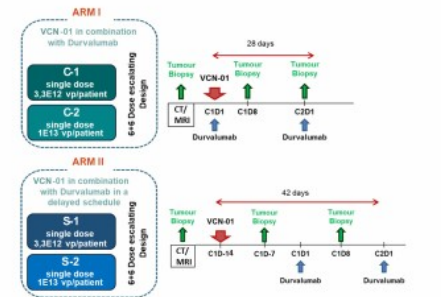 ARM I
VCN-01 in combination
with Durvalumab
C-1
single dose
3,3E12 vp/patient
C-2
single dose
1E13 vp/patient
6+6 Dose escalating
Design
28 days
Tumour
Biopsy
VCN-01
Tumour
Biopsy
Tumour
Biopsy
CT/
MRI
C1D1
C1D8
C2D1
Durvalumab
Durvalumab
ARM II
VCN-01 in combination
with Durvalumab in a
delayed schedule
S-1
single dose
3,3E12 vp/patient
S-2
single dose
1E13 vp/patient
6+6 Dose escalating
Design
42 days
Tumour
Biopsy
VCN-01
Tumour
Biopsy
Tumour
Biopsy
CT/
MRI
C1D-14
C1D-7
C1D1
C1D8
C2D1
Durvalumab
Durvalumab